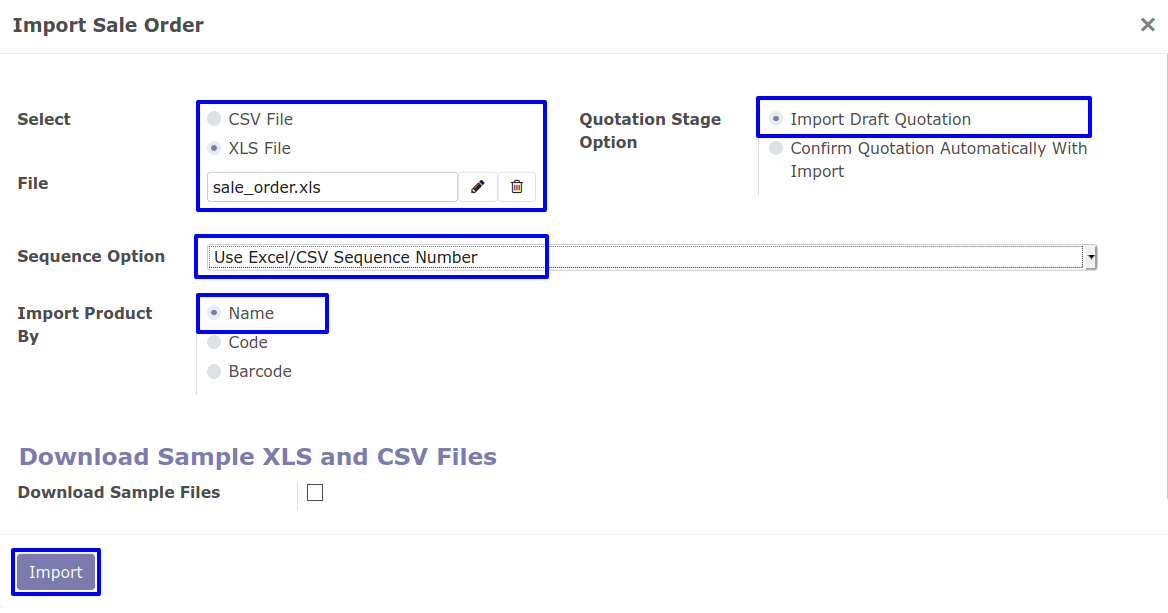 Import Sale Order
×
Select
CSV File
XLS File
File
sale_order.xls
Quotation Stage
Option
Import Draft Quotation
Confirm Quotation Automatically With
Import
Sequence Option
Use Excel/CSV Sequence Number
Import Product
By
Name
Code
Barcode
Download Sample XLS and CSV Files
Download Sample Files
Import